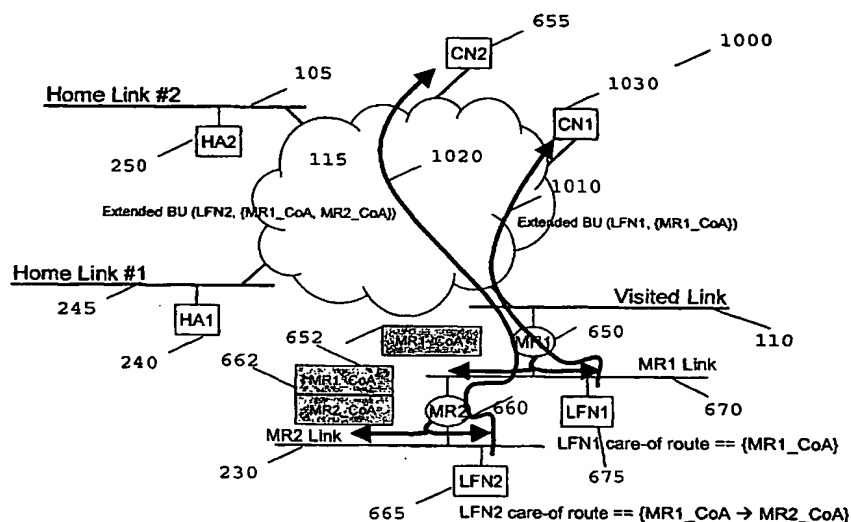 655
1000
CN2
105
1030
Home Link #2
CN1
HA2
250
115
1020
1010
Extended BU (LFN2, {MR1_CoA, MR2_CoA})
Extended BU (LFN1, {MR1_CoA})
Home Link #1
245
HA1
240
Visited Link
652
650
MR1
110
662
MR1_CoA
MR1_CoA
MR1 Link
MR2_CoA
MR2
660
LFN1
670
MR2 Link
LFN1 care-of route == {MR1_CoA}
230
675
LFN2
665
LFN2 care-of route == {MR1_CoA → MR2_CoA}